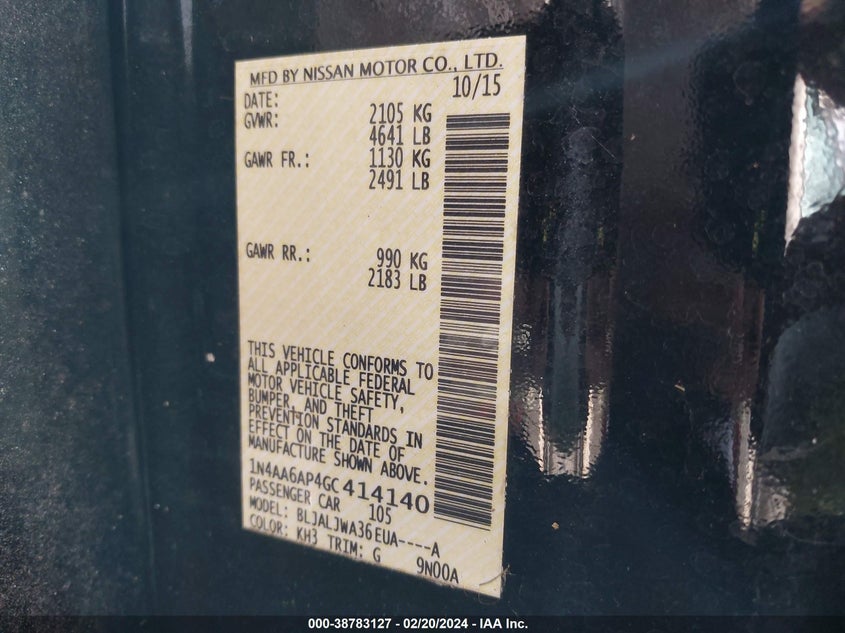 MFD BY NISSAN MOTOR CO., LTD.
DATE: 10/15
GVWR: 2105 KG
4641 LB
GAWR FR.: 1130 KG
2491 LB
GAWR RR.: 990 KG
2183 LB
THIS VEHICLE CONFORMS TO
ALL APPLICABLE FEDERAL
MOTOR VEHICLE SAFETY,
BUMPER, AND THEFT
PREVENTION STANDARDS IN
EFFECT ON THE DATE OF
MANUFACTURE SHOWN ABOVE.
1N4AA6AP4GC414140
PASSENGER CAR 105
MODEL: BLJALJWA36EUA----A
COLOR: KH3 TRIM: G 9N00A
000-38783127 - 02/20/2024 - IAA Inc.